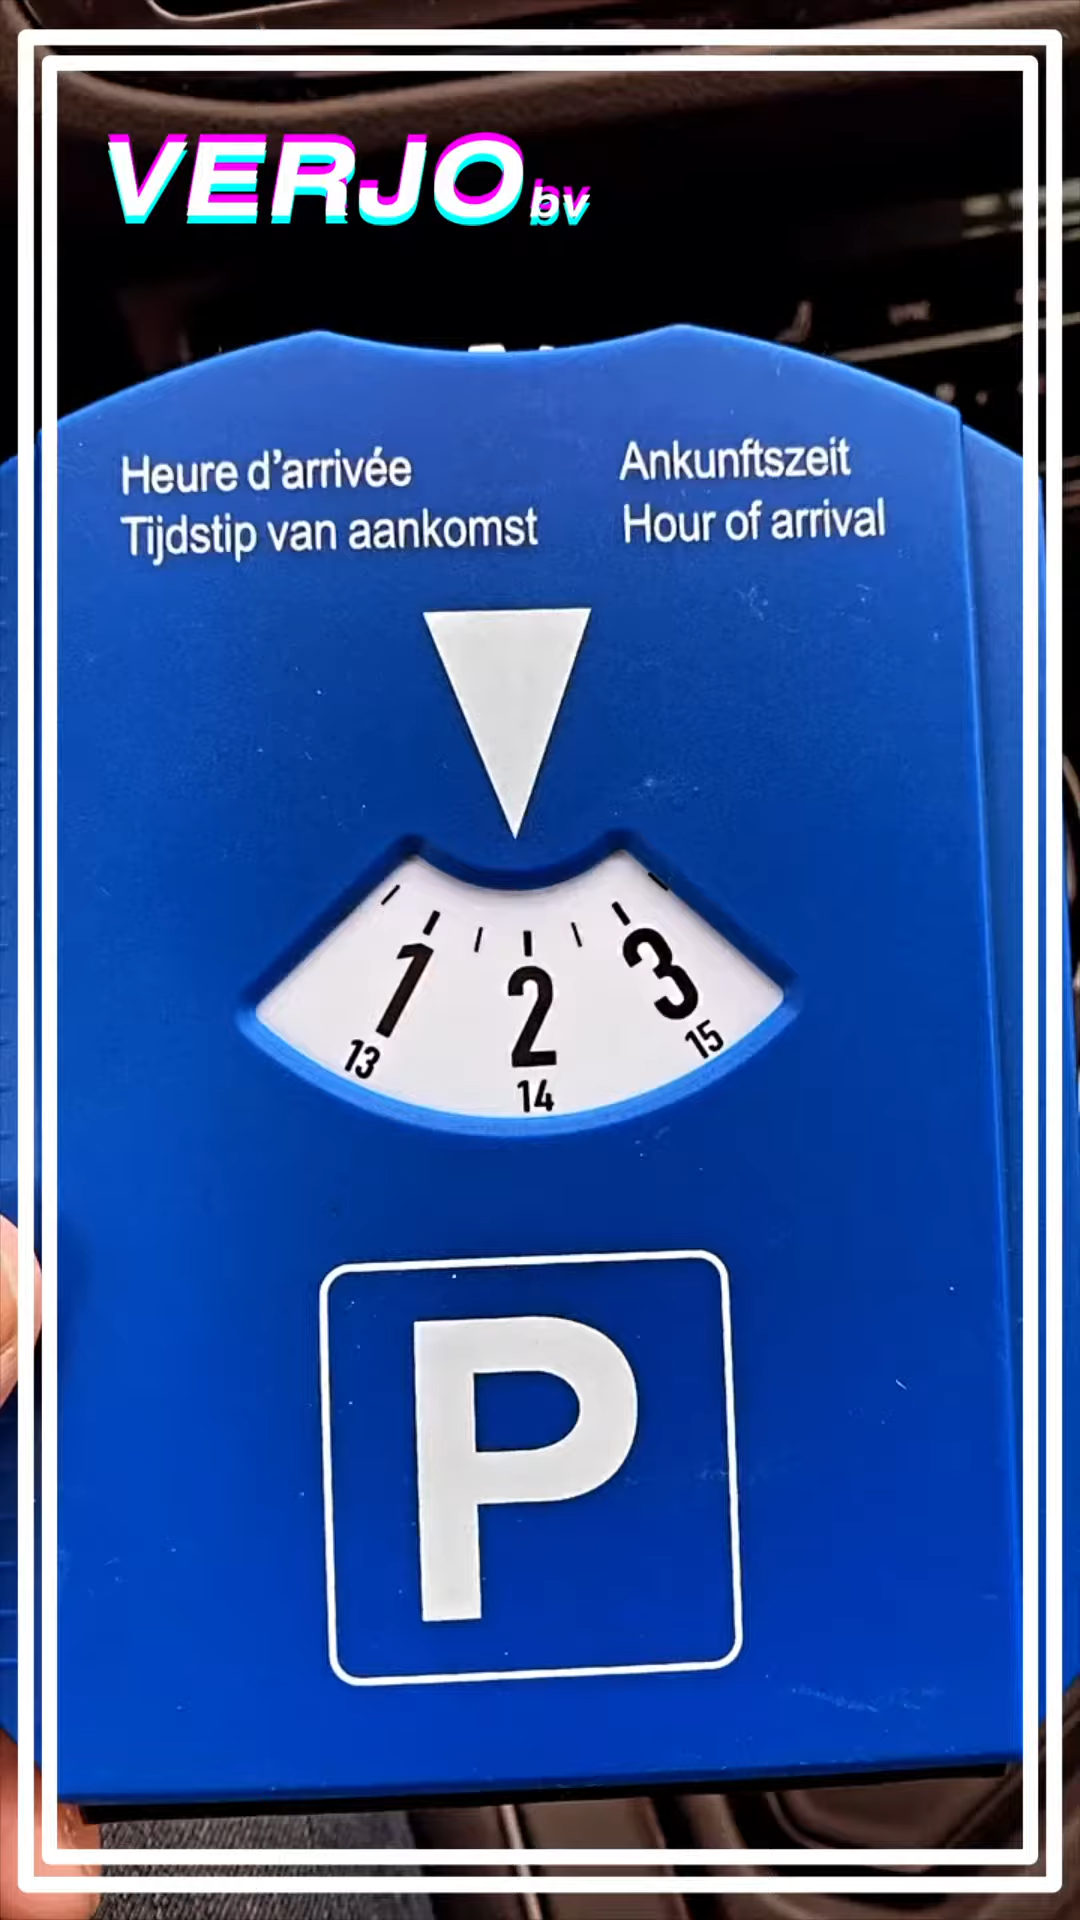 VERJO bv
Heure d'arrivée
Tijdstip van aankomst
Ankunftszeit
Hour of arrival
1 2 3
13 14 15
P